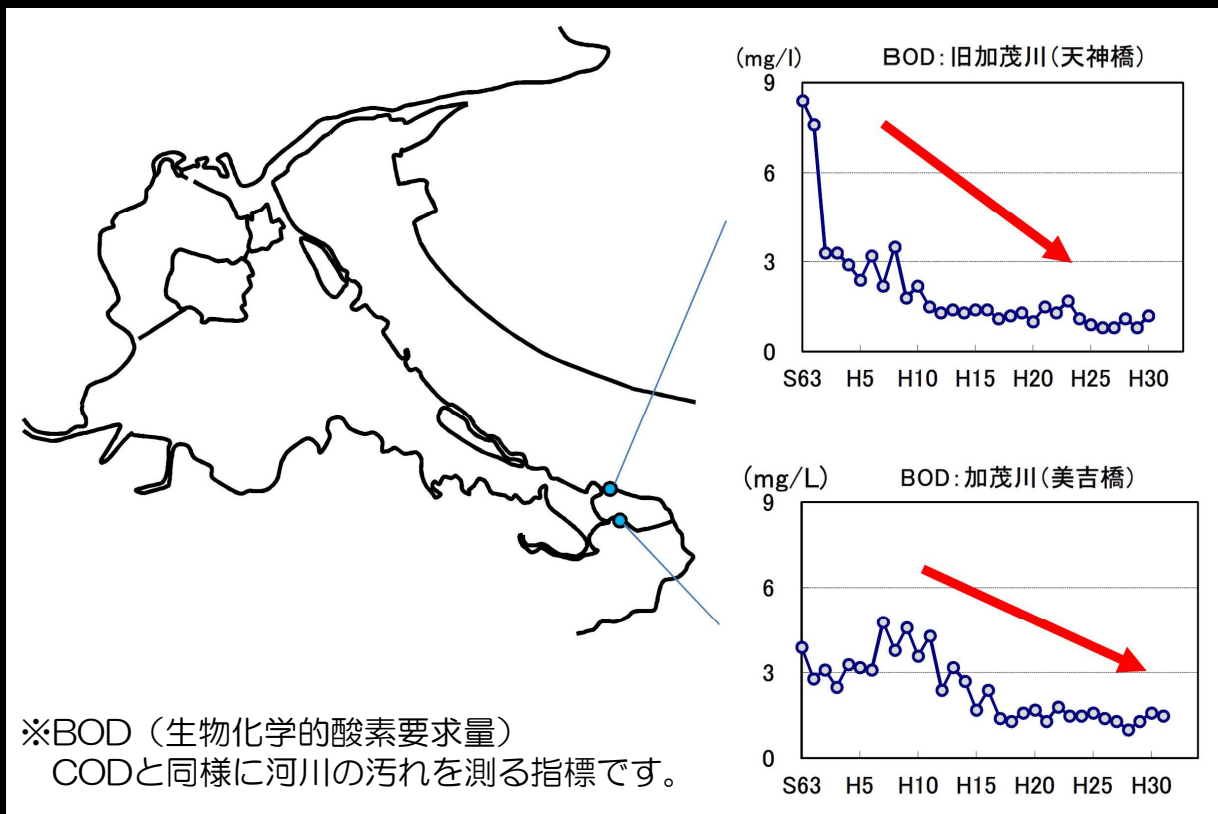 (mg/l) BOD：旧加茂川（天神橋）
9
6
3
0
S63 H5 H10 H15 H20 H25 H30
(mg/L) BOD：加茂川（美吉橋）
9
6
3
0
S63 H5 H10 H15 H20 H25 H30
※BOD（生物化学的酸素要求量）
CODと同様に河川の汚れを測る指標です。